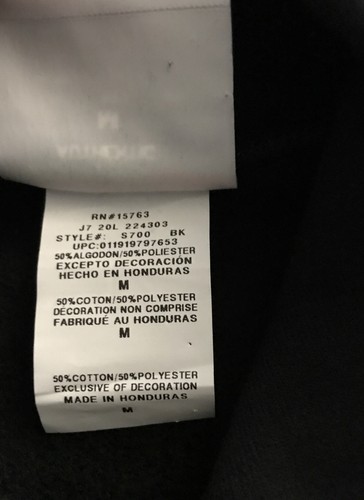 RN#15763
J7 20L 224303
STYLE#: S700 BK
UPC:011919797653
50%ALGODON/50%POLIESTER
EXCEPTO DECORACIÓN
HECHO EN HONDURAS
M
50%COTON/50%POLYESTER
DÉCORATION NON COMPRISE
FABRIQUÉ AU HONDURAS
M
50%COTTON/50%POLYESTER
EXCLUSIVE OF DECORATION
MADE IN HONDURAS
M